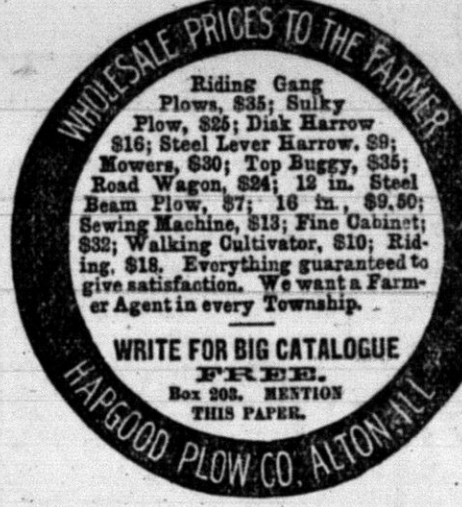 WHOLESALE PRICES TO THE FARMER
Riding Gang
Plows, $35; Sulky
Plow, $25; Disk Harrow
$16; Steel Lever Harrow. $9;
Mowers, $30; Top Buggy, $35;
Road Wagon, $24; 12 in. Steel
Beam Plow, $7; 16 in., $9.50;
Sewing Machine, $13; Fine Cabinet;
$32; Walking Cultivator, $10; Rid-
ing, $18. Everything guaranteed to
give satisfaction. We want a Farm-
er Agent in every Township.
WRITE FOR BIG CATALOGUE
FREE.
Box 203. MENTION
THIS PAPER.
HAPGOOD PLOW CO, ALTON ILL